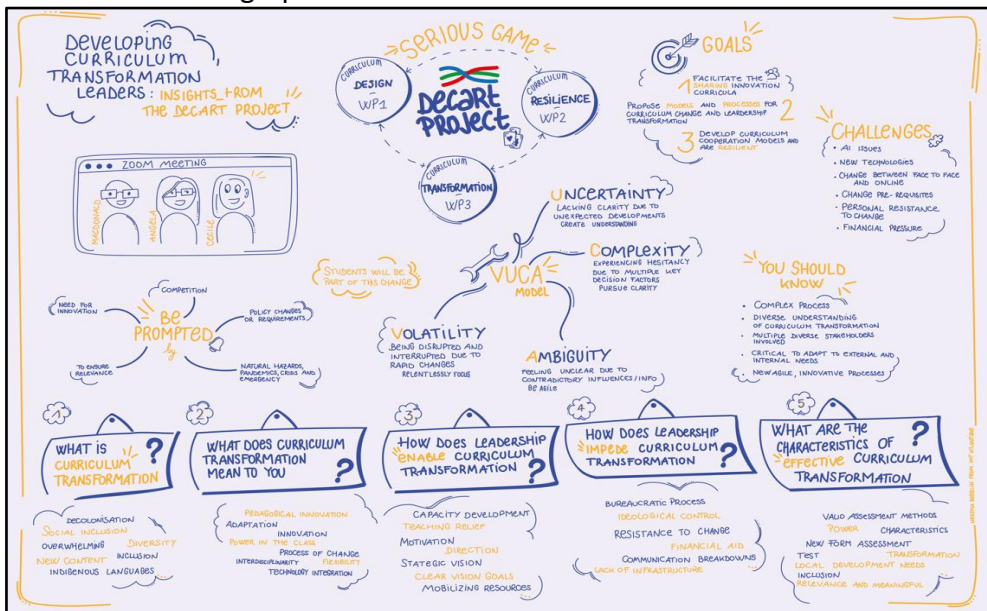 DEVELOPING
CURRICULUM
TRANSFORMATION
LEADERS: INSIGHTS FROM
THE DECART PROJECT
SERIOUS GAME
CURRICULUM
DESIGN
WP1
DECART
PROJECT
CURRICULUM
RESILIENCE
WP2
CURRICULUM
TRANSFORMATION
WP3
GOALS
1 FACILITATE THE
SHARING INNOVATION
CURRICULA
PROPOSE MODELS AND PROCESSES FOR 2
CURRICULUM CHANGE AND LEARDERSHIP
TRANSFORMATION
3 DEVELOP CURRICULUM
COOPERATION MODELS AND
ARE RESILIENT
CHALLENGES
• AI ISSUES
• NEW TECHNOLOGIES
• CHANGE BETWEEN FACE TO FACE
AND ONLINE
• CHANGE PRE-REQUISITES
• PERSONAL RESISTANCE
TO CHANGE
• FINANCIAL PRESSURE
ZOOM MEETING
MACDONALD
ANGELA
CECILE
STUDENTS WILL BE
PART OF THS CHANGE
BE
PROMPTED
by
COMPETITION
NEED FOR
INNOVATION
POLICY CHANGES
OR REQUIREMENTS
TO ENSURE
RELEVANCE
NATURAL HAZARDS,
PANDEMICS, CRISIS AND
EMERGENCY
VUCA
MODEL
UNCERTAINTY
LACKING CLARITY DUE TO
UNEXPECTED DEVELOPMENTS
CREATE UNDERSTANDING
COMPLEXITY
EXPERIENCING HESITANCY
DUE TO MULTIPLE KEY
DECISION FACTORS
PURSUE CLARITY
VOLATILITY
BEING DISRUPTED AND
INTERRUPTED DUE TO
RAPID CHANGES
RELENTLESSLY FOCUS
AMBIGUITY
FEELING UNCLEAR DUE TO
CONTRADICTORY INFLUENCES/INFO
BE AGILE
YOU SHOULD
KNOW
• COMPLEX PROCESS
• DIVERSE UNDERSTANDING
OF CURRICULUM TRANSFORMATION
• MULTIPLE DIVERSE STAKEHOLDERS
INVOLVED
• CRITICAL TO ADAPT TO EXTERNAL AND
INTERNAL NEEDS
• NEW AGILE, INNOVATIVE PROCESSES
1
WHAT IS
CURRICULUM
TRANSFORMATION
?
DECOLONISATION
SOCIAL INCLUSION
OVERWHELMING DIVERSITY
NEW CONTENT INCLUSION
INDIGENOUS LANGUAGES
2
WHAT DOES CURRICULUM
TRANSFORMATION
MEAN TO YOU
?
PEDAGOGICAL INNOVATION
ADAPTATION
INNOVATION
POWER IN THE CLASS
PROCESS OF CHANGE
INTERDISCIPLINARITY FLEXIBILITY
TECHNOLOGY INTEGRATION
3
HOW DOES LEADERSHIP
ENABLE CURRICULUM
TRANSFORMATION
?
CAPACITY DEVELOPMENT
TEACHING RELIEF
MOTIVATION
DIRECTION
STATEGIC VISION
CLEAR VISION GOALS
MOBILIZING RESOURCES
4
HOW DOES LEADERSHIP
IMPEDE CURRICULUM
TRANSFORMATION
?
BUREAUCRATIC PROCESS
IDEOLOGICAL CONTROL
RESISTANCE TO CHANGE
FINANCIAL AID
COMMUNICATION BREAKDOWNS
LACK OF INFRASTRUCTURE
5
WHAT ARE THE
CHARACTERISTICS OF
EFFECTIVE CURRICULUM
TRANSFORMATION
?
VALID ASSESSMENT METHODS
POWER CHARACTERISTICS
NEW FORM ASSESSMENT
TEST TRANSFORMATION
LOCAL DEVELOPMENT NEEDS
INCLUSION
RELEVANCE AND MEANINGFUL